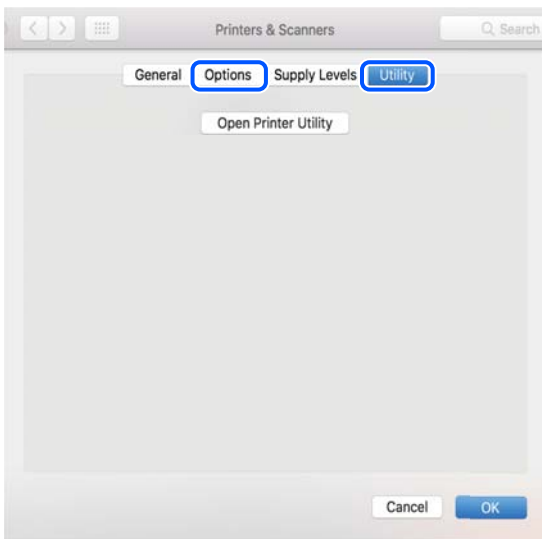 Printers & Scanners Search
General Options Supply Levels Utility
Open Printer Utility
Cancel OK